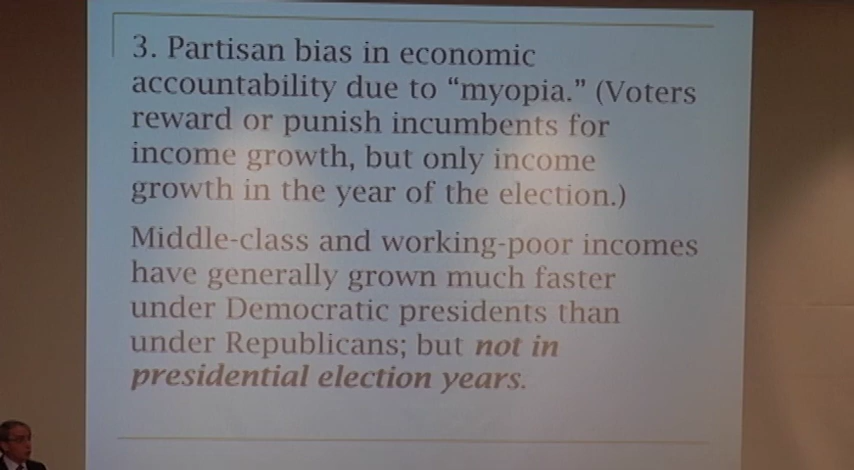 3. Partisan bias in economic
accountability due to “myopia.” (Voters
reward or punish incumbents for
income growth, but only income
growth in the year of the election.)
Middle-class and working-poor incomes
have generally grown much faster
under Democratic presidents than
under Republicans; but not in
presidential election years.